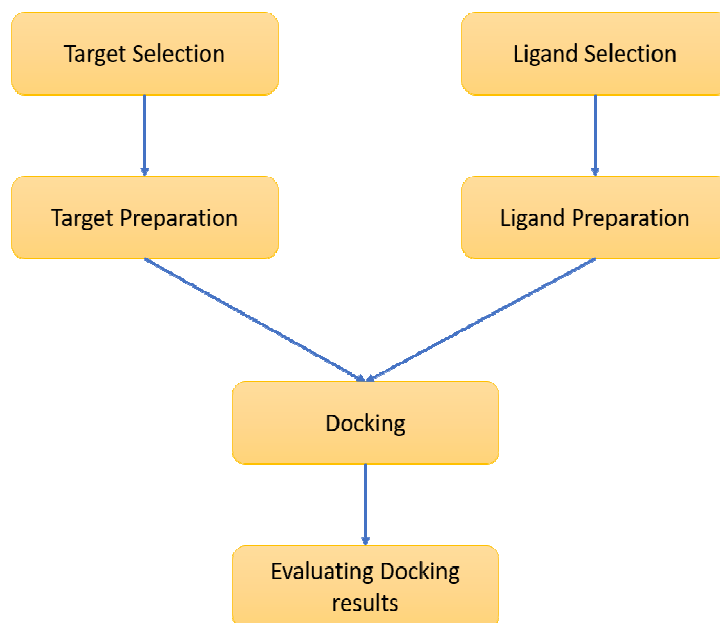 Target Selection
Ligand Selection
Target Preparation
Ligand Preparation
Docking
Evaluating Docking
results